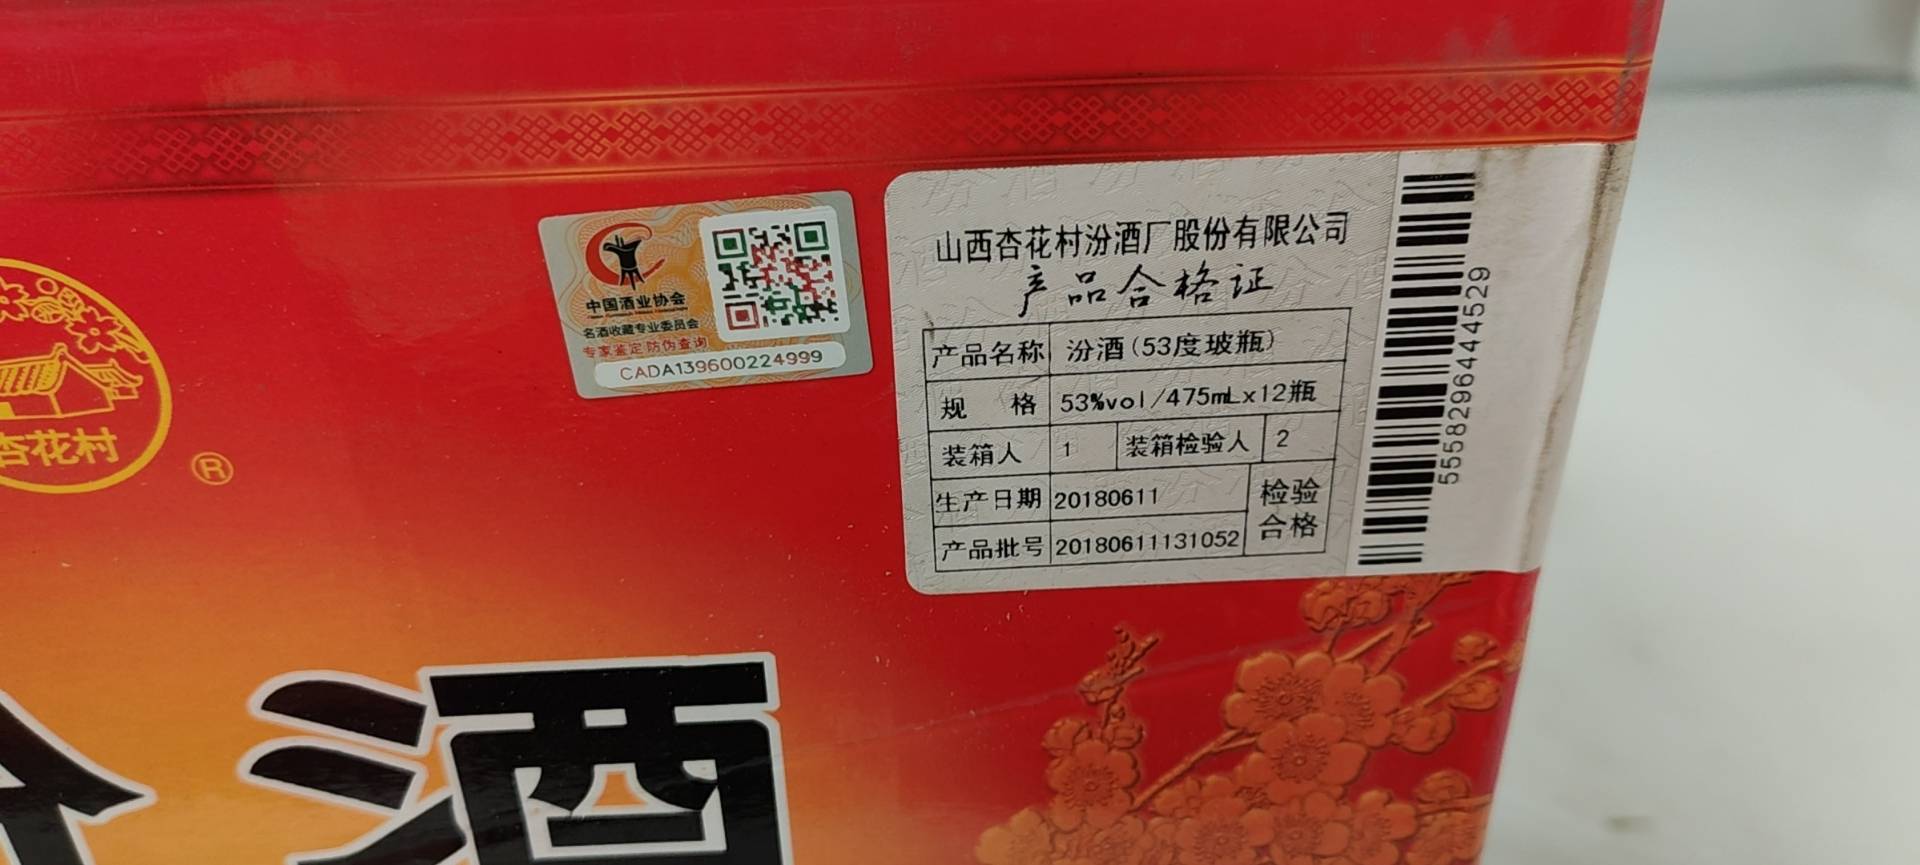 杏花村
®
中国酒业协会
名酒收藏专业委员会
专家鉴定防伪查询
CADA139600224999
山西杏花村汾酒厂股份有限公司
产品合格证
产品名称 汾酒(53度玻瓶)
规 格 53%vol/475mLx12瓶
装箱人 1 装箱检验人 2
生产日期 20180611
产品批号 20180611131052
检验
合格
5558296444529
汾酒